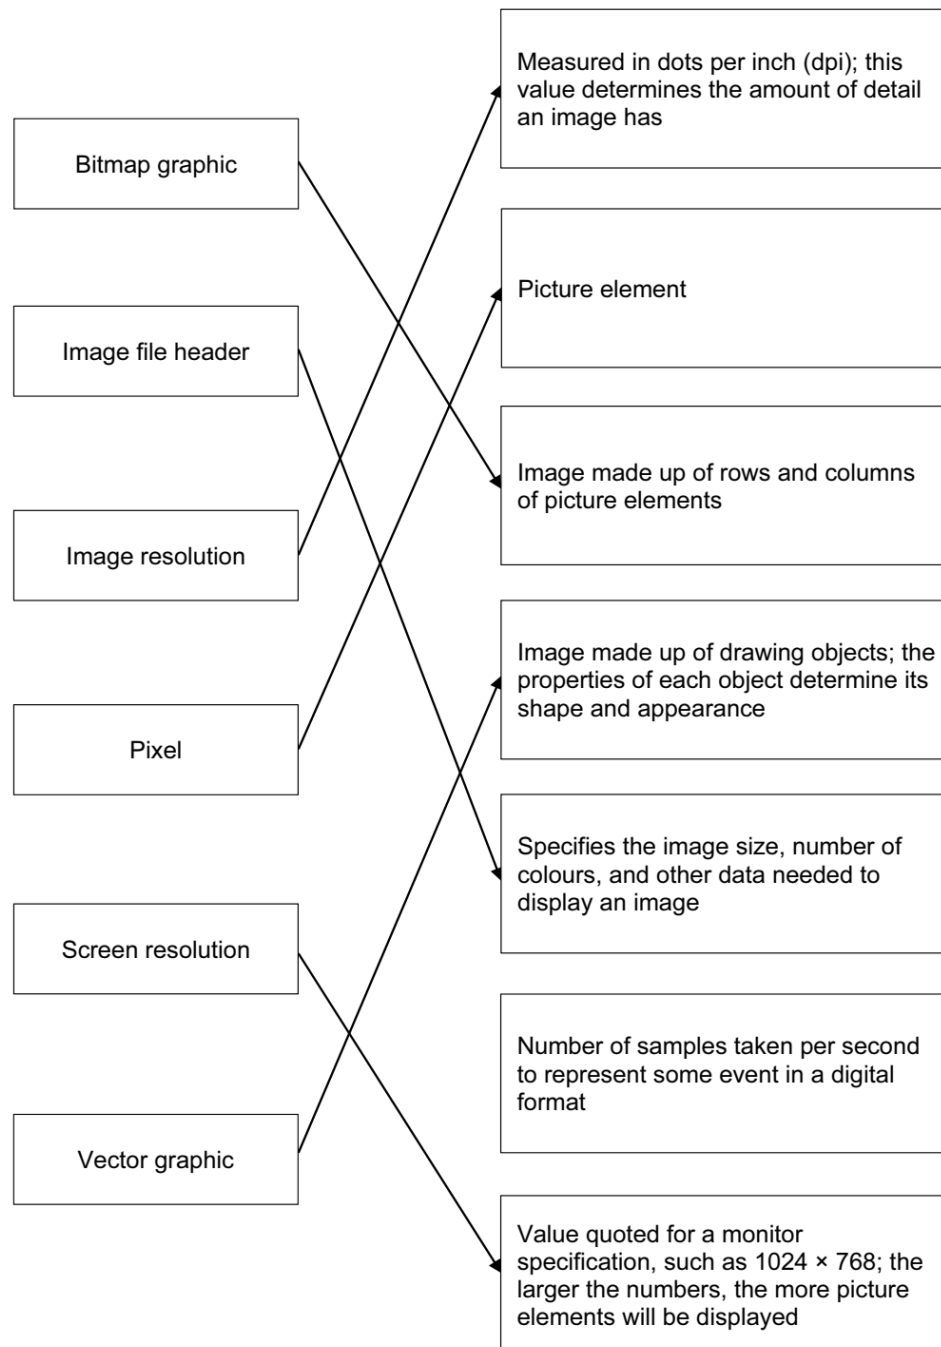 Bitmap graphic
Image file header
Image resolution
Pixel
Screen resolution
Vector graphic
Measured in dots per inch (dpi); this
value determines the amount of detail
an image has
Picture element
Image made up of rows and columns
of picture elements
Image made up of drawing objects; the
properties of each object determine its
shape and appearance
Specifies the image size, number of
colours, and other data needed to
display an image
Number of samples taken per second
to represent some event in a digital
format
Value quoted for a monitor
specification, such as 1024 × 768; the
larger the numbers, the more picture
elements will be displayed